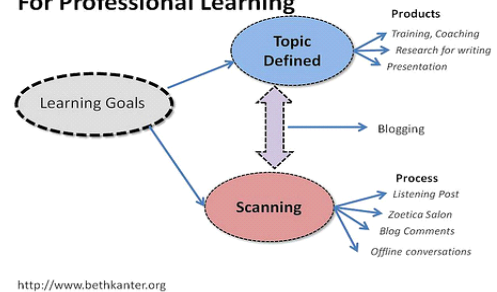 For Professional Learning
Products
Topic
Defined
Training, Coaching
Research for writing
Presentation
Learning Goals
Blogging
Process
Scanning
Listening Post
Zoetica Salon
Blog Comments
Offline conversations
http://www.bethkanter.org